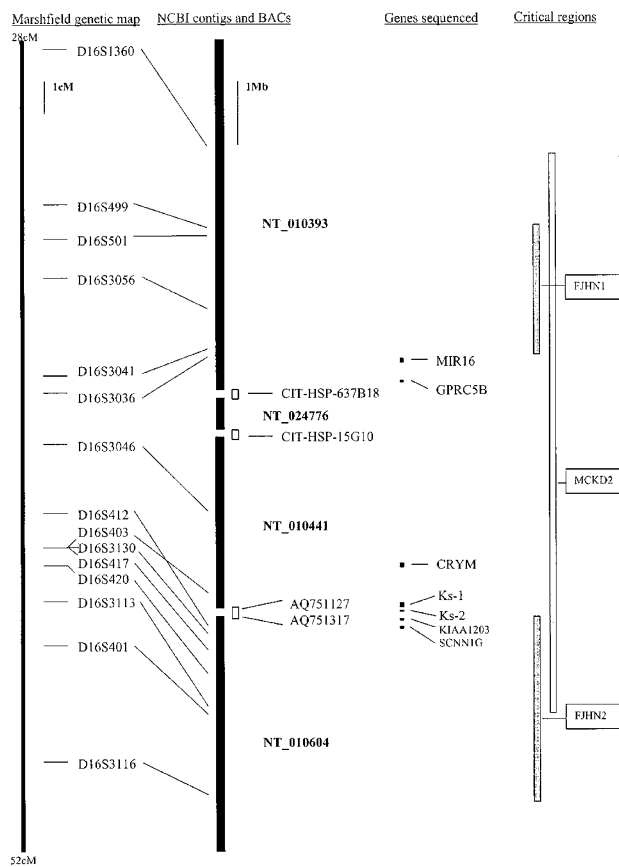 Marshfield genetic map
NCBI contigs and BACs
Genes sequenced
Critical regions
28cM
D16S1360
1cM
1Mb
D16S499
NT_010393
D16S501
D16S3056
FJHN1
MIR16
D16S3041
GPRC5B
D16S3036
CIT-HSP-637B18
NT_024776
CIT-HSP-15G10
D16S3046
MCKD2
D16S412
NT_010441
D16S403
D16S3130
D16S417
CRYM
D16S420
D16S3113
AQ751127
Ks-1
AQ751317
Ks-2
KIAA1203
SCNN1G
D16S401
FJHN2
NT_010604
D16S3116
52cM